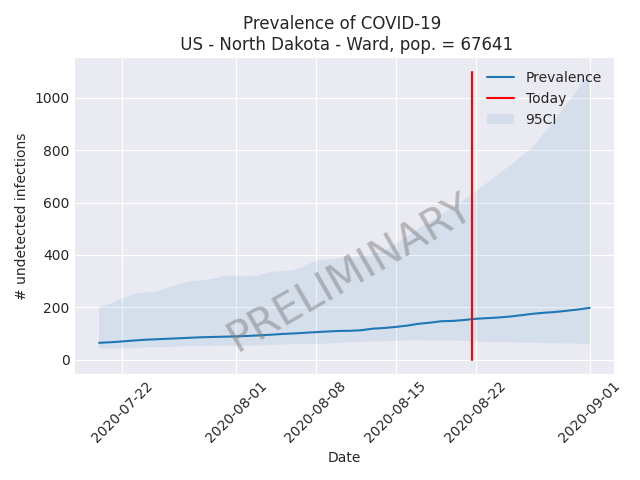 Prevalence of COVID-19
US - North Dakota - Ward, pop. = 67641
Prevalence
Today
95CI
PRELIMINARY
# undetected infections
1000
800
600
400
200
0
2020-07-22
2020-08-01
2020-08-08
2020-08-15
2020-08-22
2020-09-01
Date